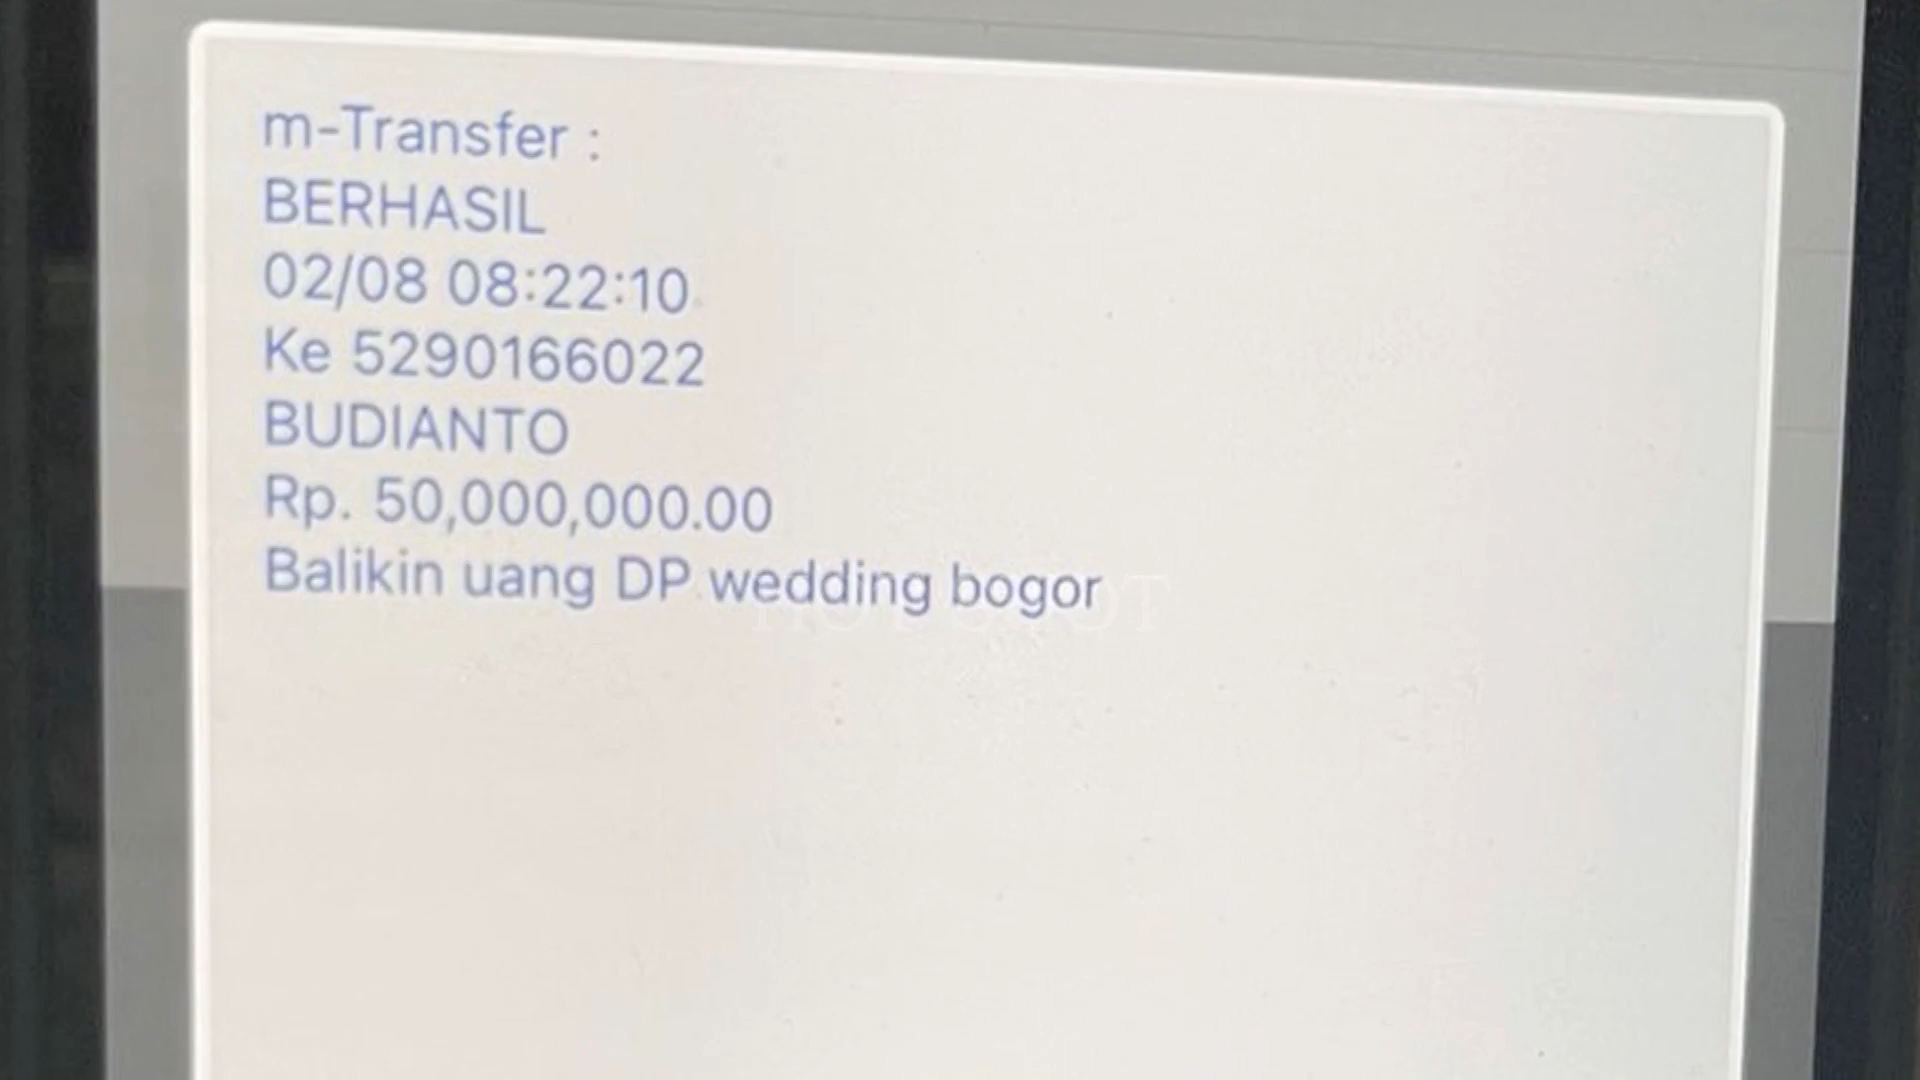 m-Transfer :
BERHASIL
02/08 08:22:10
Ke 5290166022
BUDIANTO
Rp. 50,000,000.00
Balikin uang DP wedding bogor